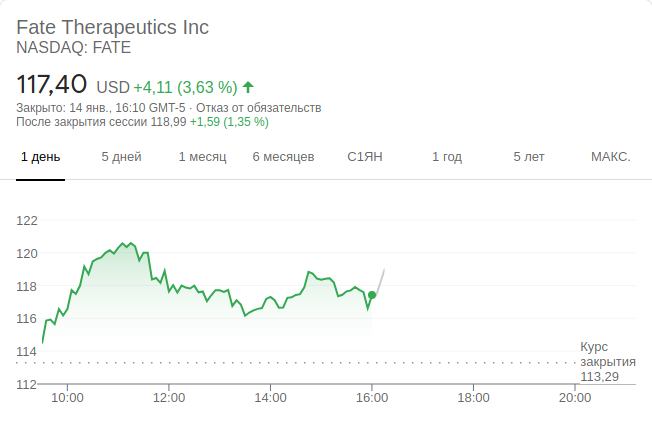 Fate Therapeutics Inc
NASDAQ: FATE
117,40 USD +4,11 (3,63 %)
Закрыто: 14 янв., 16:10 GMT-5 · Отказ от обязательств
После закрытия сессии 118,99 +1,59 (1,35 %)
1 день 5 дней 1 месяц 6 месяцев С1ЯН 1 год 5 лет МАКС.
122
120
118
116
114
Курс
закрытия
113,29
112
10:00 12:00 14:00 16:00 18:00 20:00